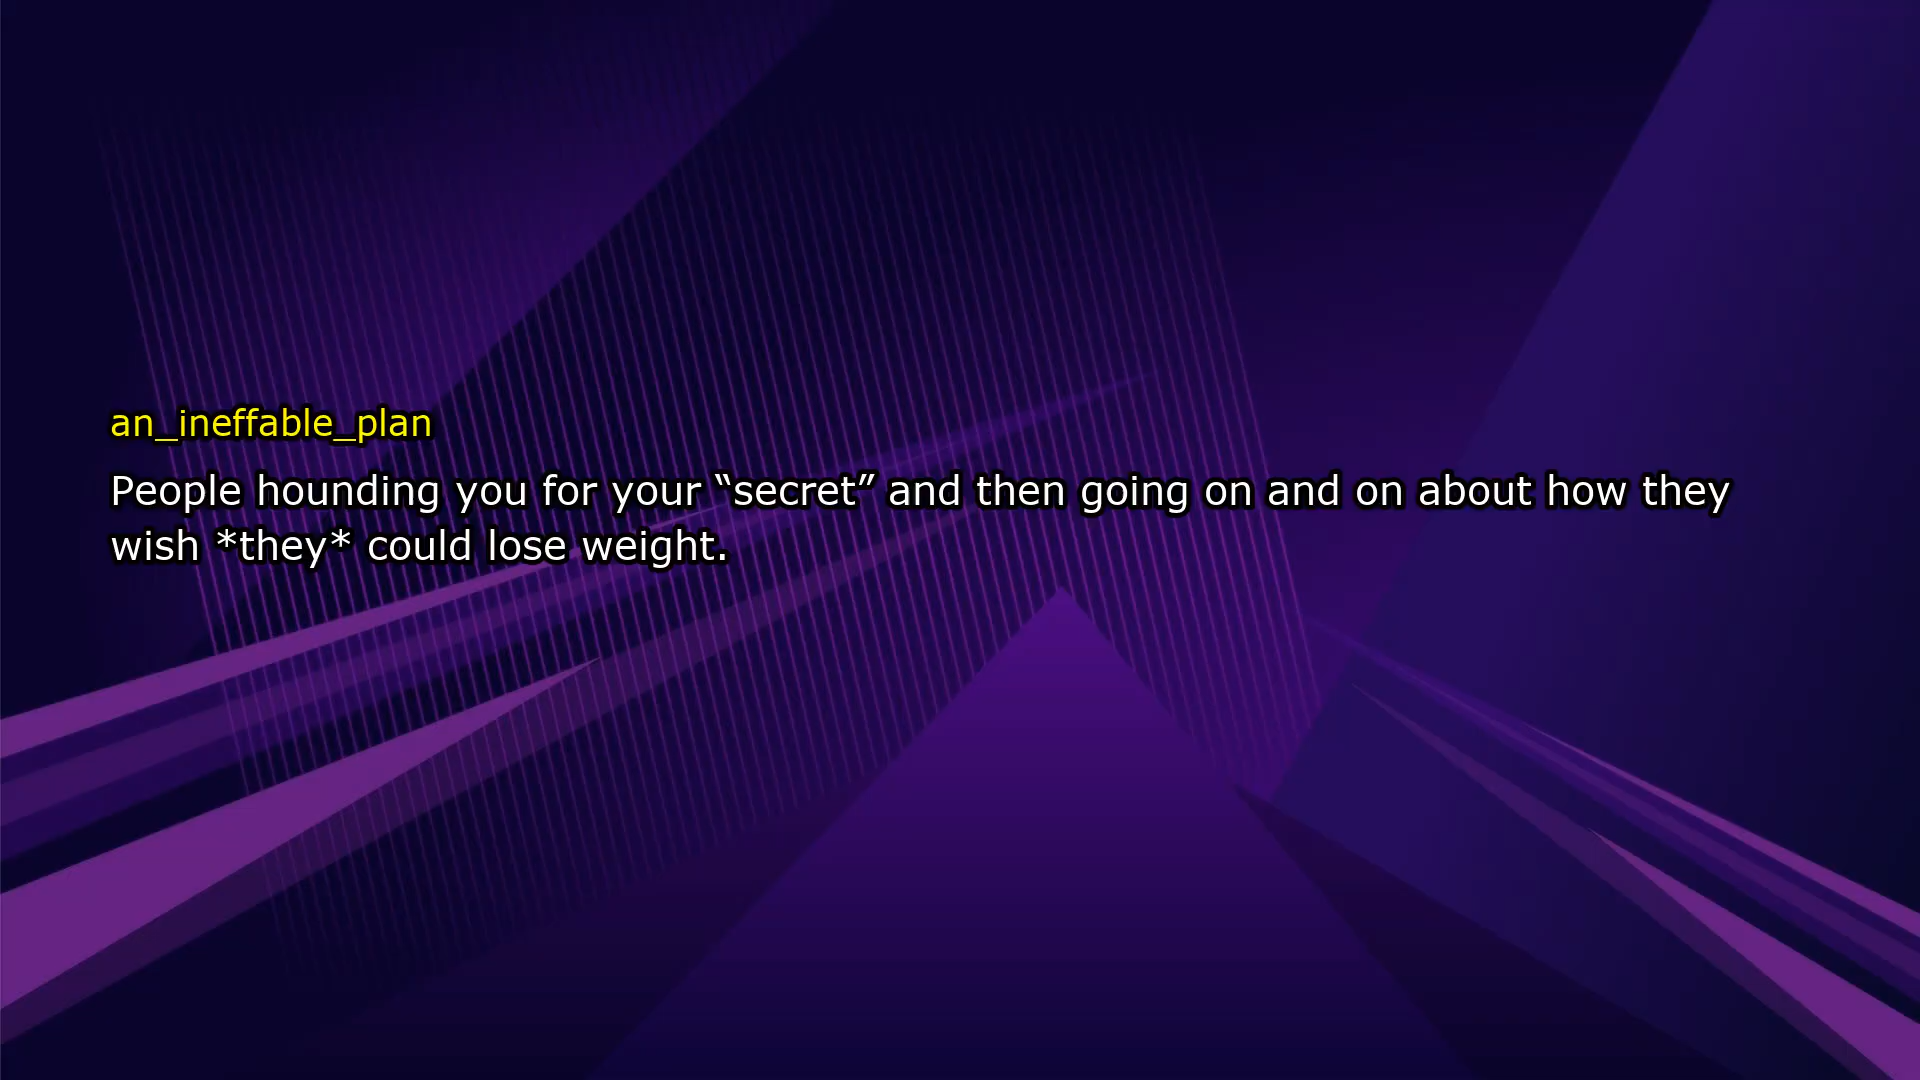 an_ineffable_plan
People hounding you for your “secret” and then going on and on about how they
wish *they* could lose weight.